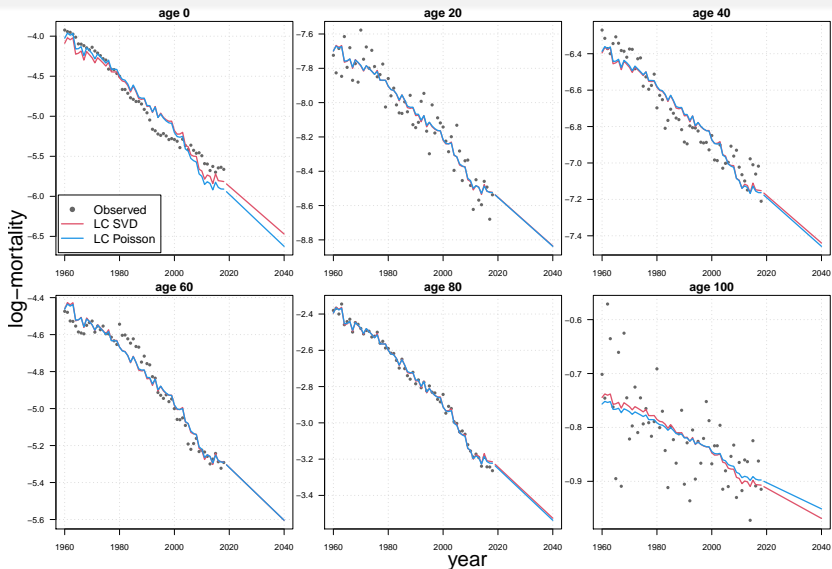 age 0
−4.0
−4.5
−5.0
−5.5
−6.0
−6.5
Observed
LC SVD
LC Poisson
1960 1980 2000 2020 2040
age 20
−7.6
−7.8
−8.0
−8.2
−8.4
−8.6
−8.8
1960 1980 2000 2020 2040
age 40
−6.4
−6.6
−6.8
−7.0
−7.2
−7.4
1960 1980 2000 2020 2040
log−mortality
age 60
−4.4
−4.6
−4.8
−5.0
−5.2
−5.4
−5.6
1960 1980 2000 2020 2040
age 80
−2.4
−2.6
−2.8
−3.0
−3.2
−3.4
1960 1980 2000 2020 2040
age 100
−0.6
−0.7
−0.8
−0.9
1960 1980 2000 2020 2040
year